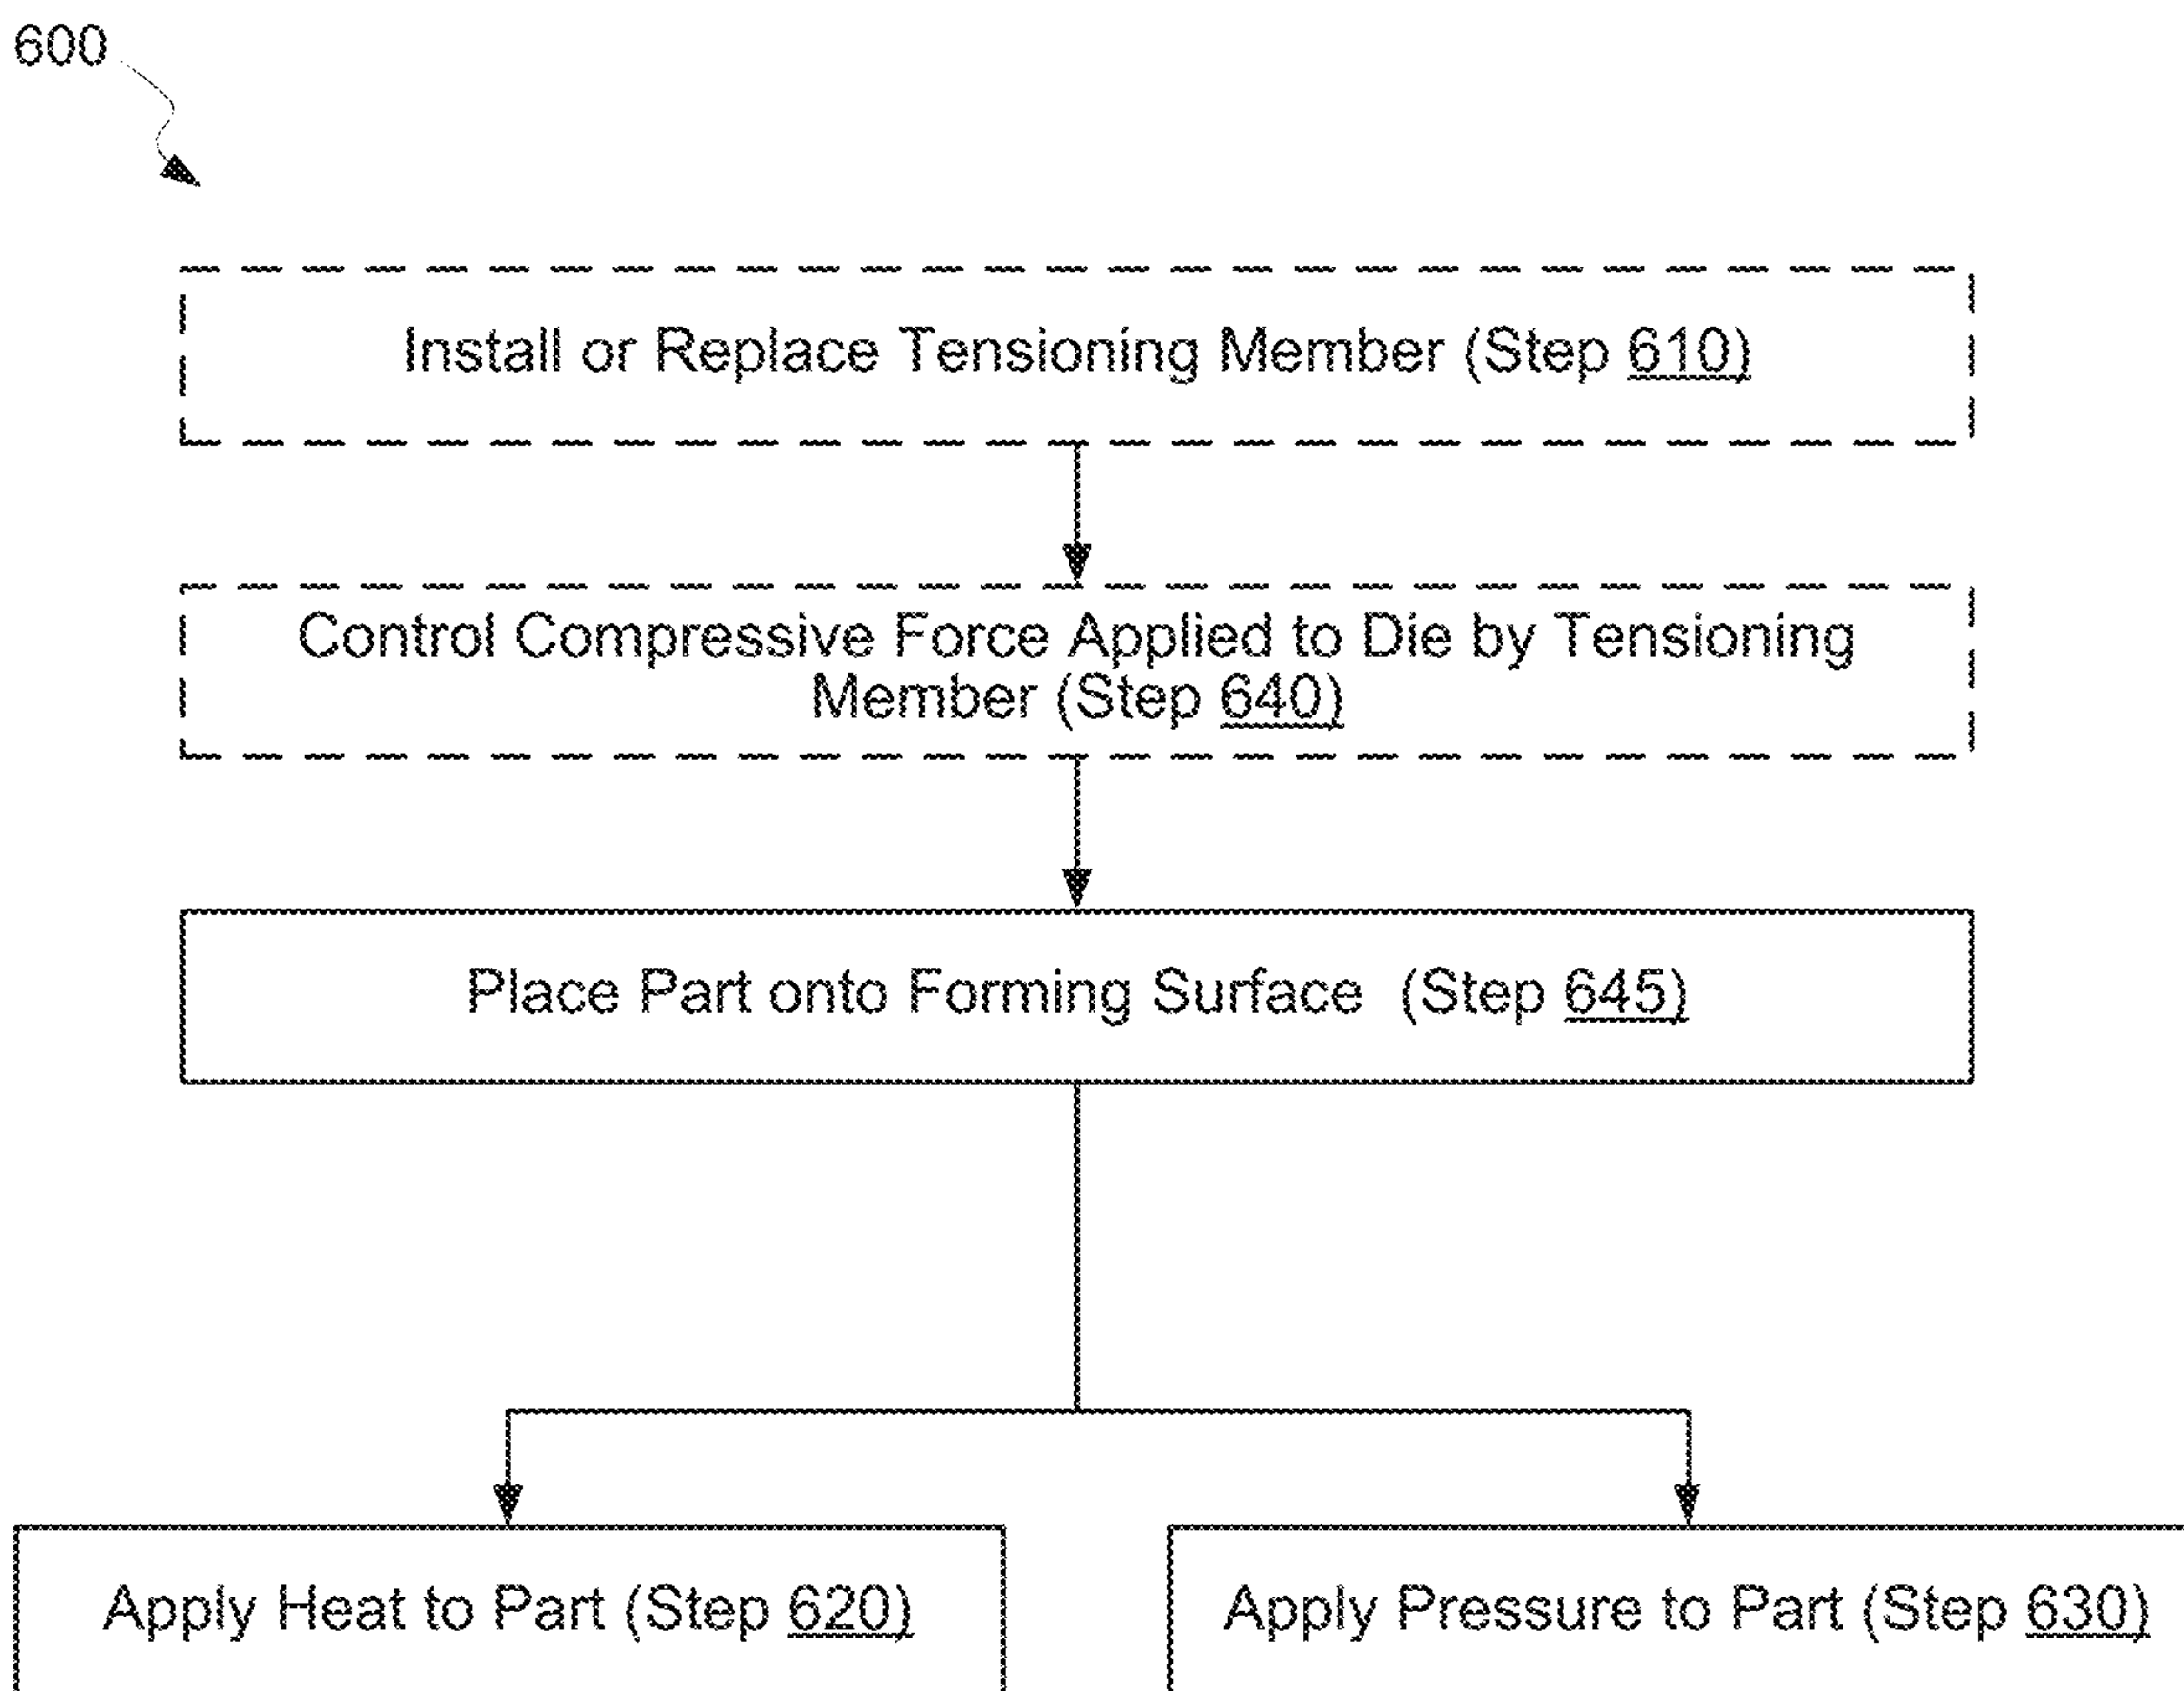 600
Install or Replace Tensioning Member (Step 610)
Control Compressive Force Applied to Die by Tensioning
Member (Step 640)
Place Part onto Forming Surface (Step 645)
Apply Heat to Part (Step 620)
Apply Pressure to Part (Step 630)